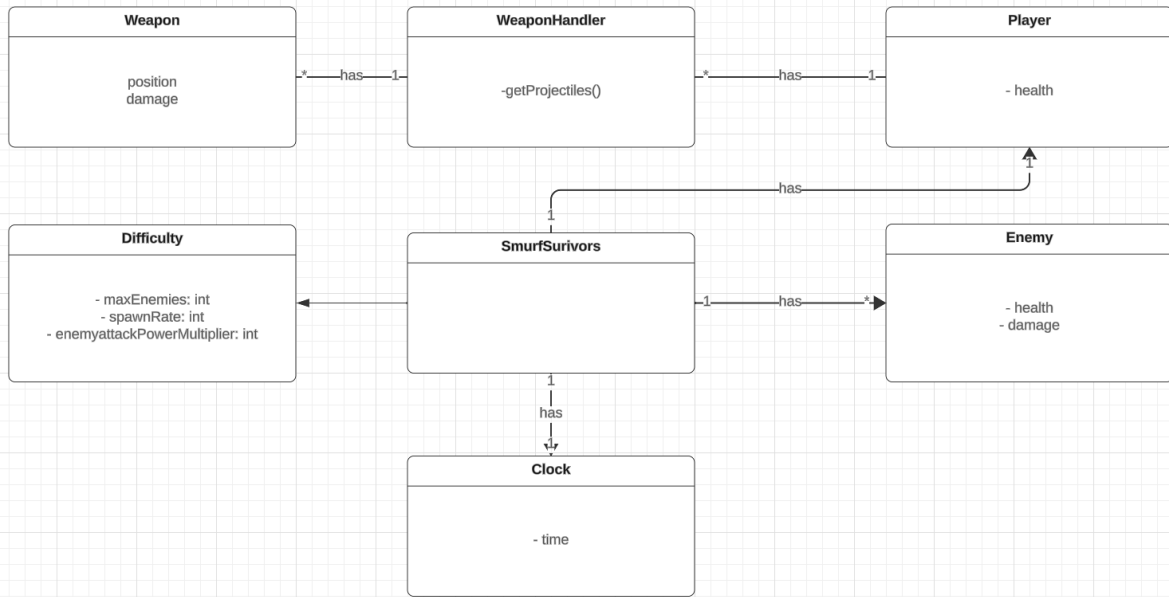 Weapon
position
damage
* has 1
WeaponHandler
-getProjectiles()
* has 1
Player
- health
1
has
1
Difficulty
- maxEnemies: int
- spawnRate: int
- enemyattackPowerMultiplier: int
SmurfSurivors
1 has *
Enemy
- health
- damage
1
has
1
Clock
- time